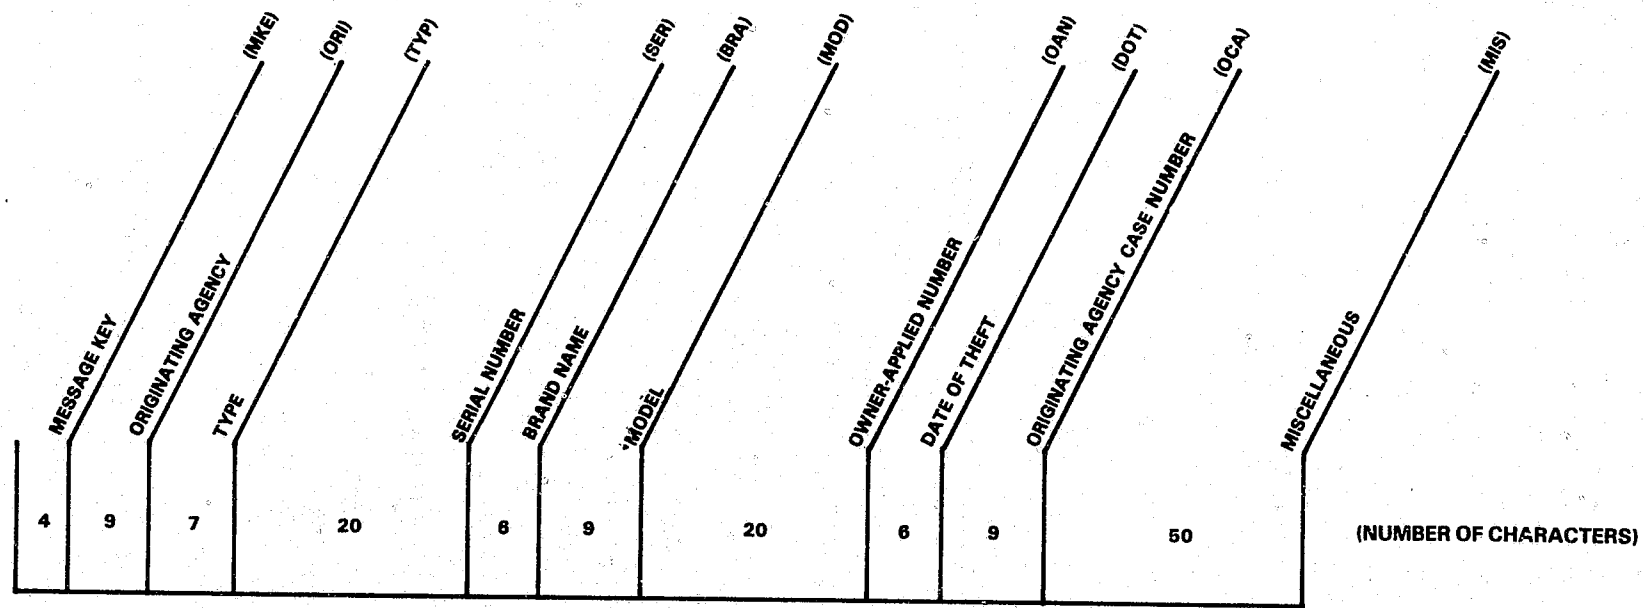 MESSAGE KEY (MKE)
ORIGINATING AGENCY (ORI)
TYPE (TYP)
SERIAL NUMBER (SER)
BRAND NAME (BRA)
MODEL (MOD)
OWNER-APPLIED NUMBER (OAN)
DATE OF THEFT (DOT)
ORIGINATING AGENCY CASE NUMBER (OCA)
MISCELLANEOUS (MIS)
4 9 7 20 6 9 20 6 9 50 (NUMBER OF CHARACTERS)